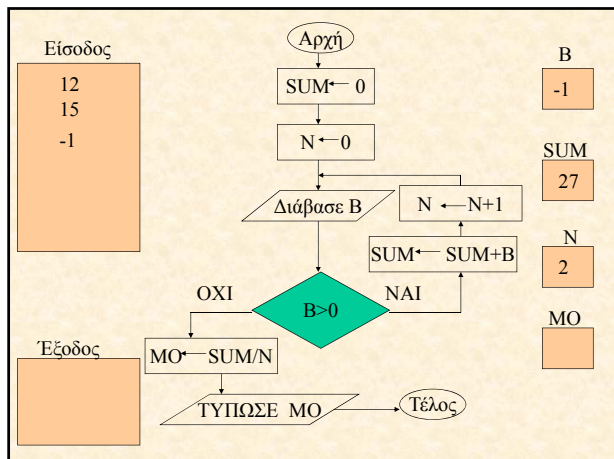 Είσοδος
12
15
-1
Αρχή
SUM ← 0
N ← 0
Διάβασε B
N ← N+1
SUM ← SUM+B
ΟΧΙ
B>0
ΝΑΙ
MO ← SUM/N
ΤΥΠΩΣΕ MO
Τέλος
B
-1
SUM
27
N
2
MO
Έξοδος